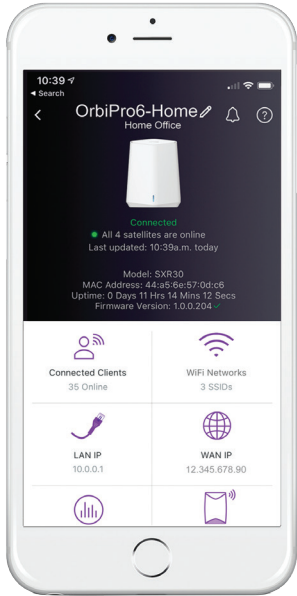 10:39
Search
OrbiPro6-Home
Home Office
Connected
All 4 satellites are online
Last updated: 10:39a.m. today
Model: SXR30
MAC Address: 44:a5:6e:57:0d:c6
Uptime: 0 Days 11 Hrs 14 Mins 12 Secs
Firmware Version: 1.0.0.204
Connected Clients
35 Online
WiFi Networks
3 SSIDs
LAN IP
10.0.0.1
WAN IP
12.345.678.90